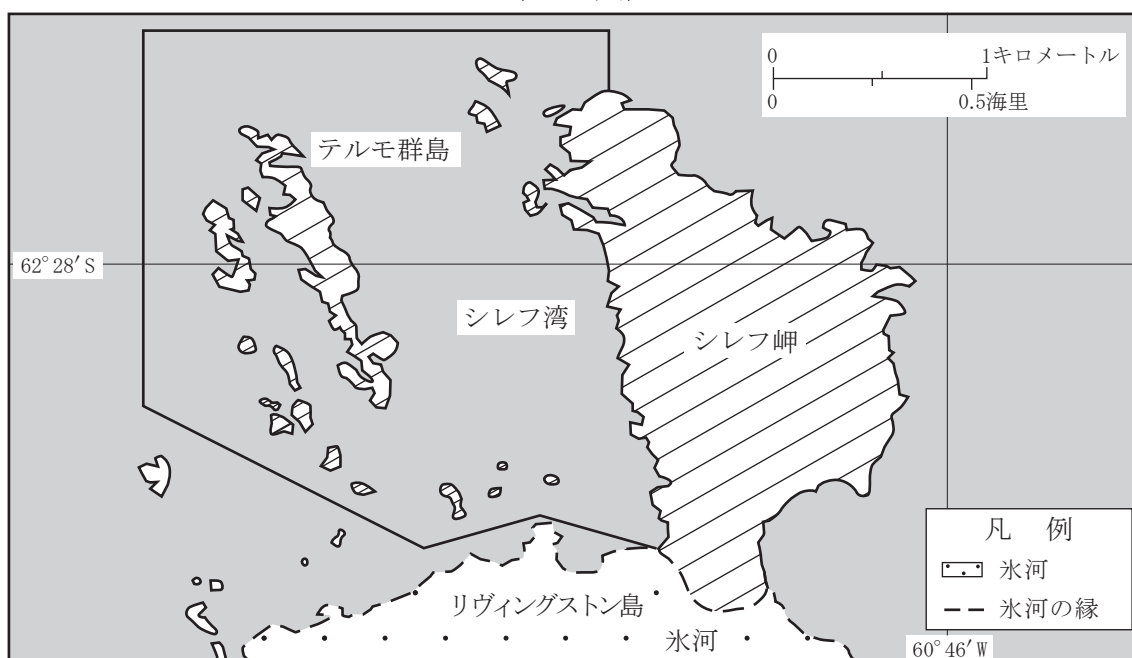 0
1キロメートル
0
0.5海里
テルモ群島
62°28′S
シレフ湾
シレフ岬
凡 例
氷河
氷河の縁
リヴィングストン島
氷河
60°46′W